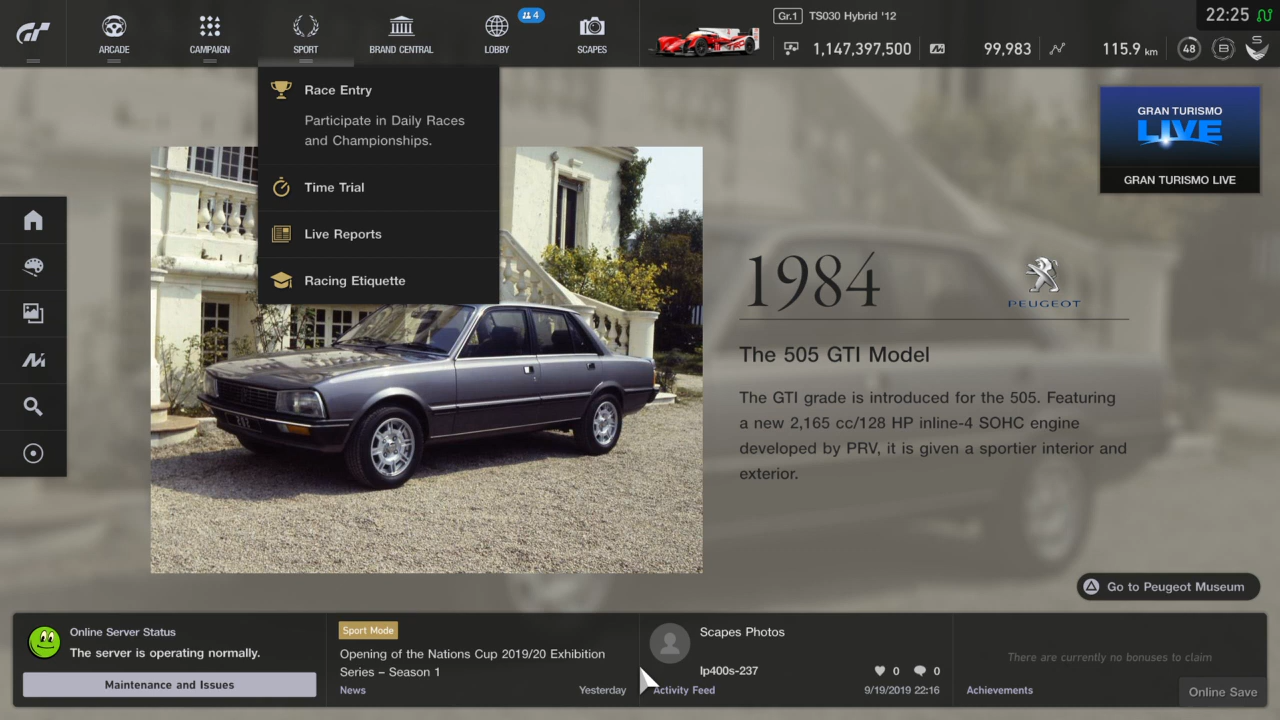 GT
ARCADE
CAMPAIGN
SPORT
BRAND CENTRAL
4
LOBBY
SCAPES
Gr.1 TS030 Hybrid '12
1,147,397,500
99,983
115.9 km
48
B
S
22:25
Race Entry
Participate in Daily Races
and Championships.
Time Trial
Live Reports
Racing Etiquette
GRAN TURISMO
LIVE
GRAN TURISMO LIVE
1984
PEUGEOT
The 505 GTI Model
The GTI grade is introduced for the 505. Featuring
a new 2,165 cc/128 HP inline-4 SOHC engine
developed by PRV, it is given a sportier interior and
exterior.
Go to Peugeot Museum
Online Server Status
The server is operating normally.
Maintenance and Issues
Sport Mode
Opening of the Nations Cup 2019/20 Exhibition
Series – Season 1
News
Yesterday
Scapes Photos
lp400s-237
0
0
Activity Feed
9/19/2019 22:16
There are currently no bonuses to claim
Achievements
Online Save